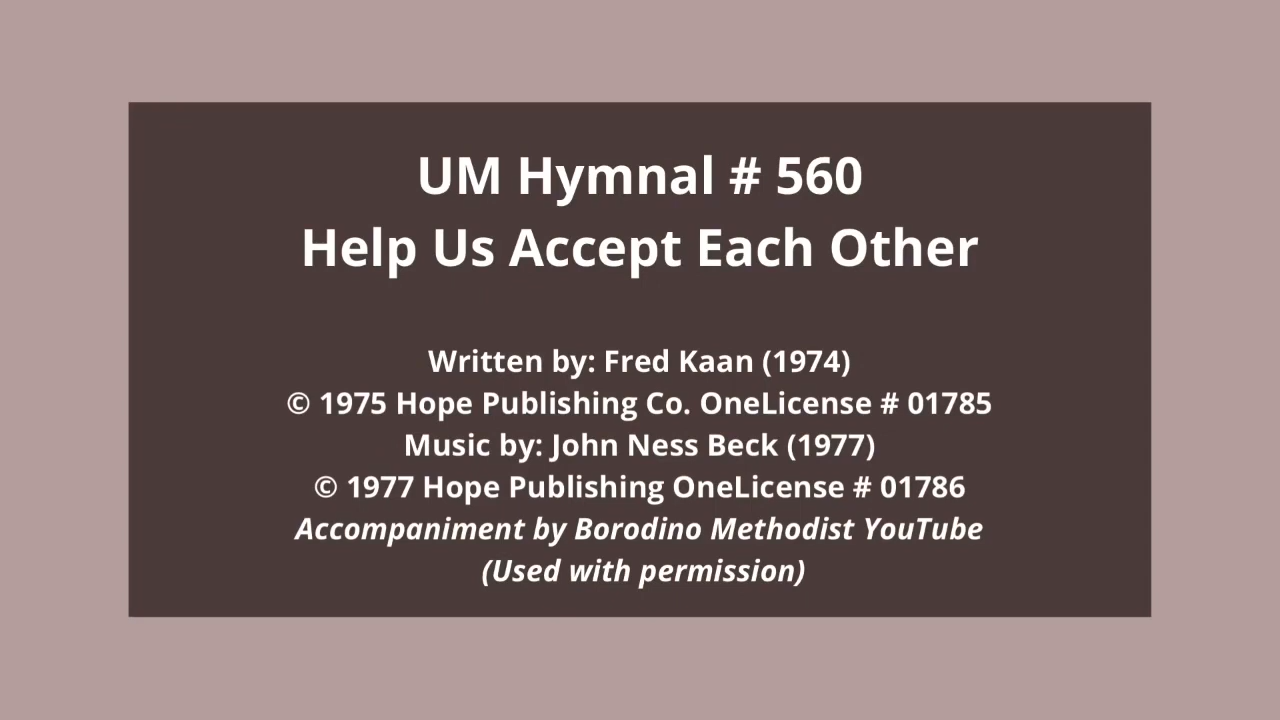 UM Hymnal # 560
Help Us Accept Each Other
Written by: Fred Kaan (1974)
© 1975 Hope Publishing Co. OneLicense # 01785
Music by: John Ness Beck (1977)
© 1977 Hope Publishing OneLicense # 01786
Accompaniment by Borodino Methodist YouTube
(Used with permission)